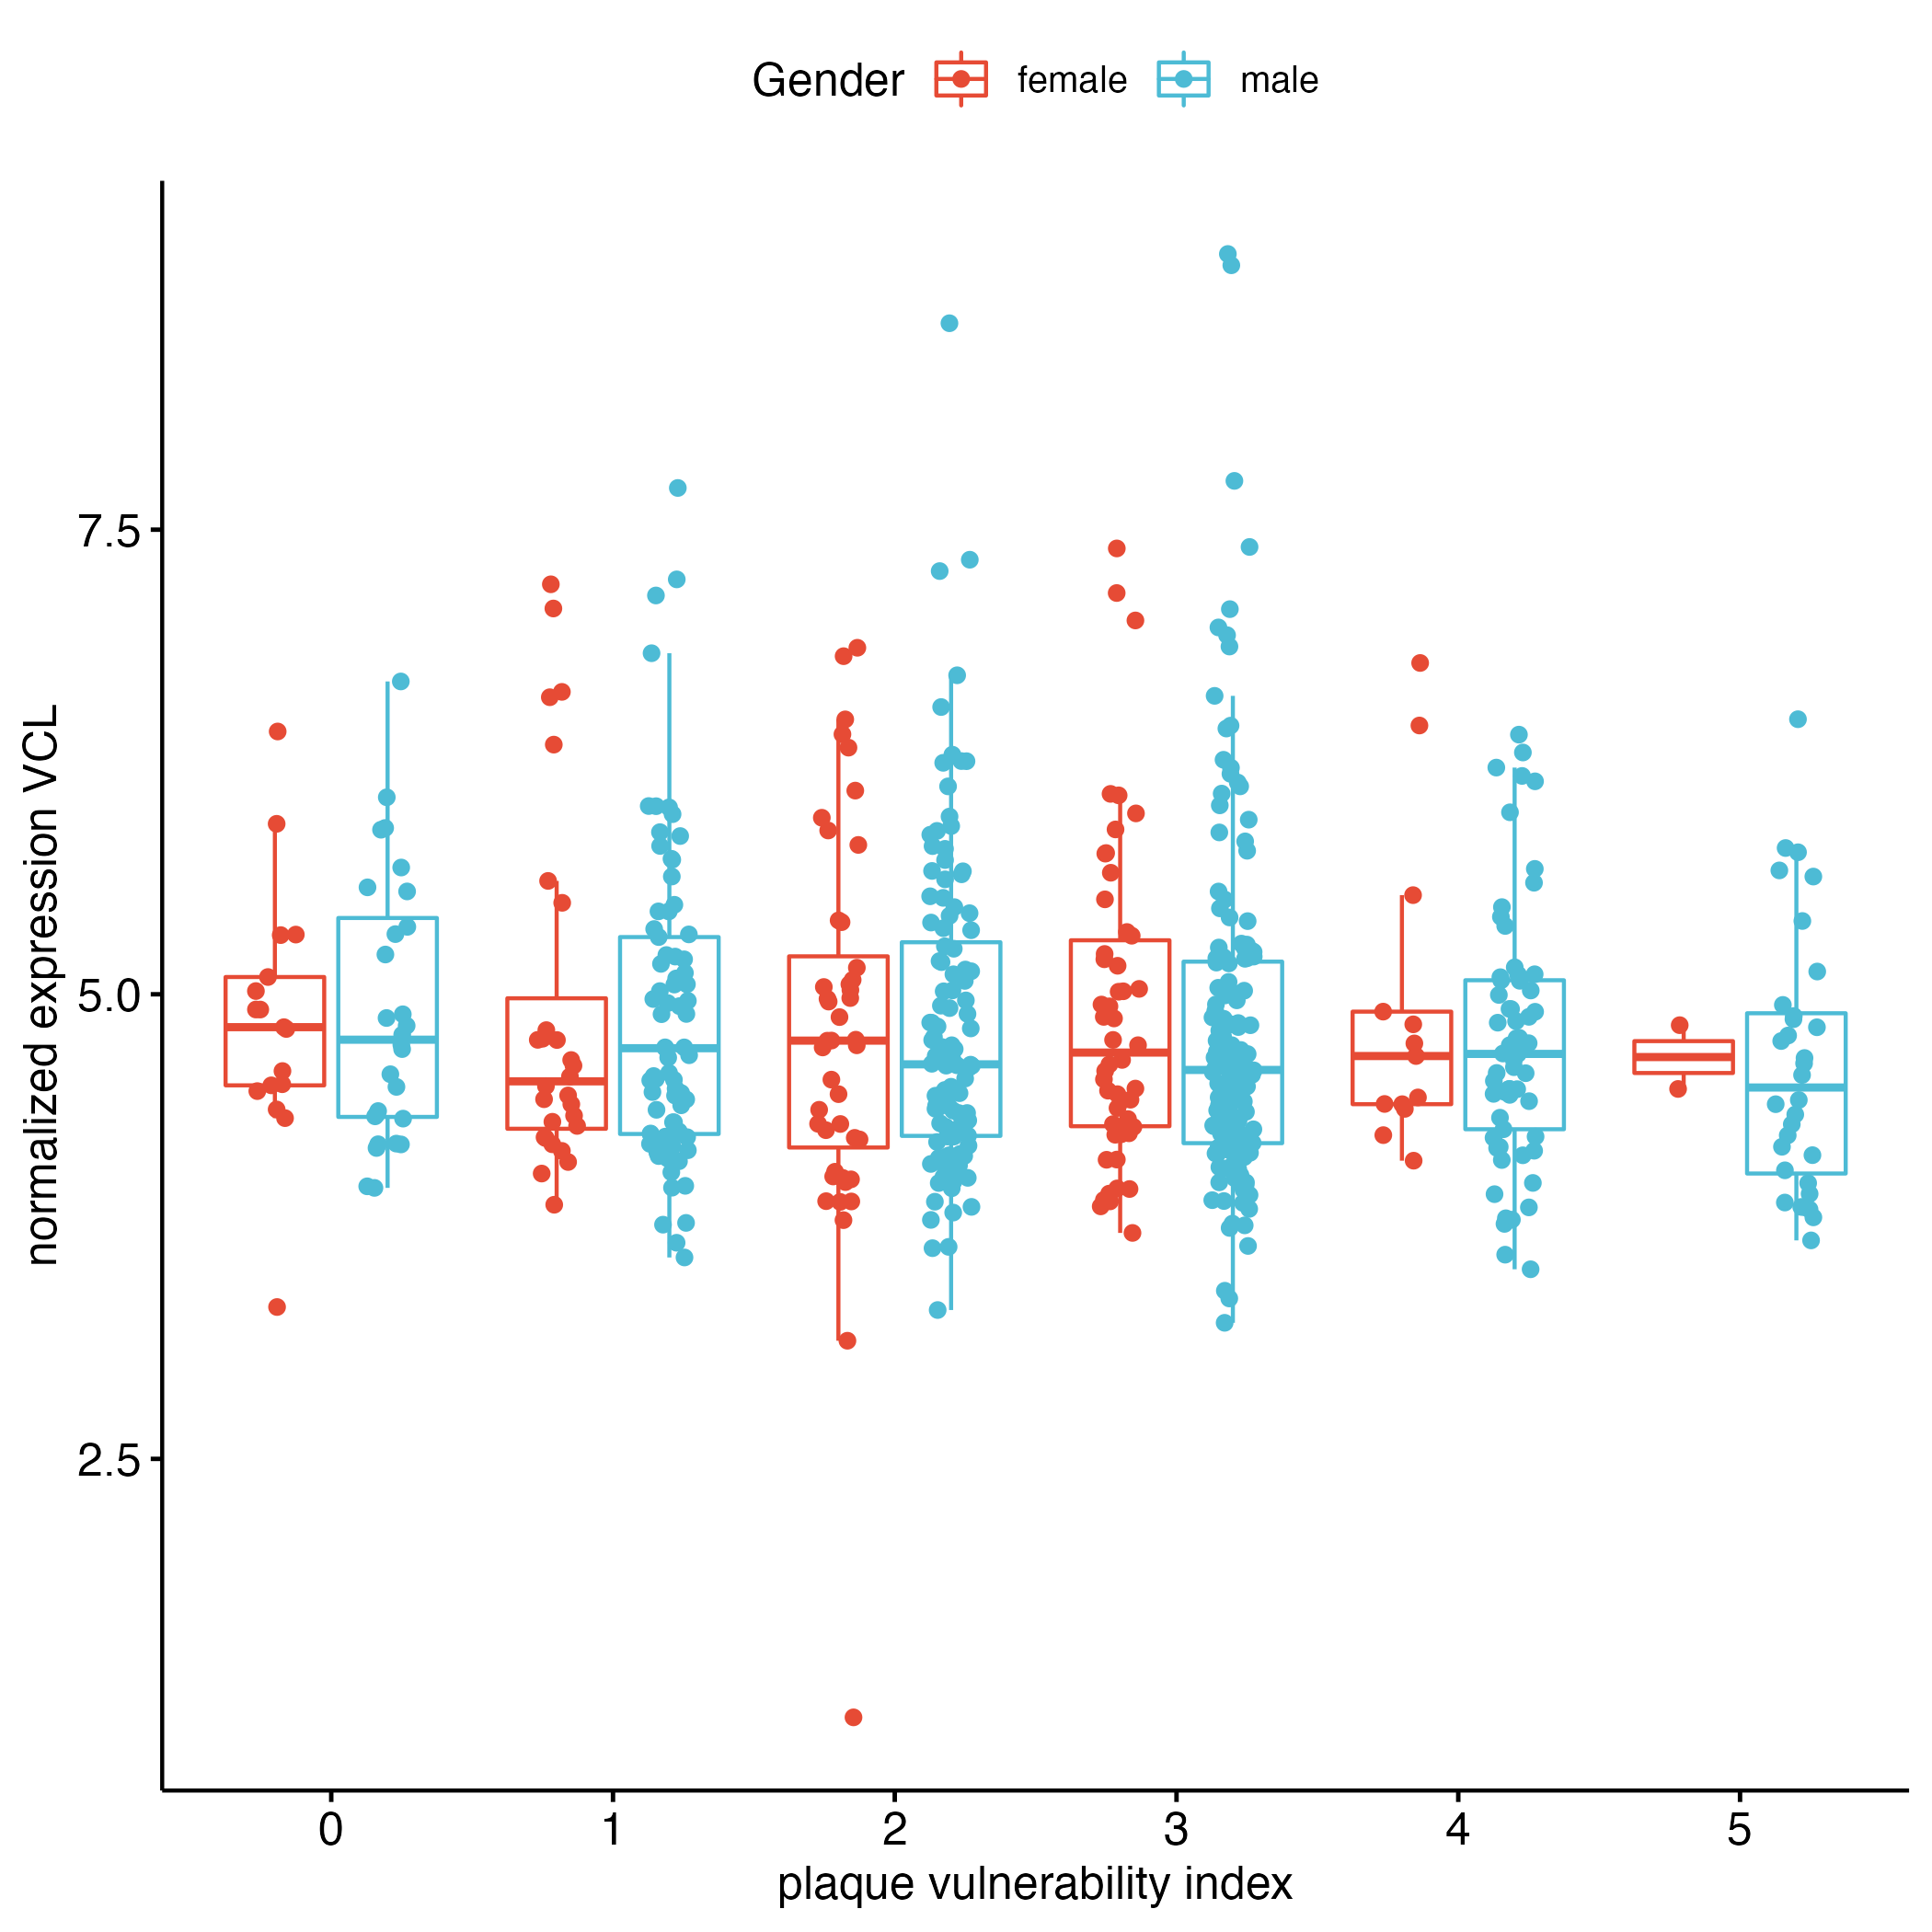 Gender female male
normalized expression VCL
7.5
5.0
2.5
0 1 2 3 4 5
plaque vulnerability index